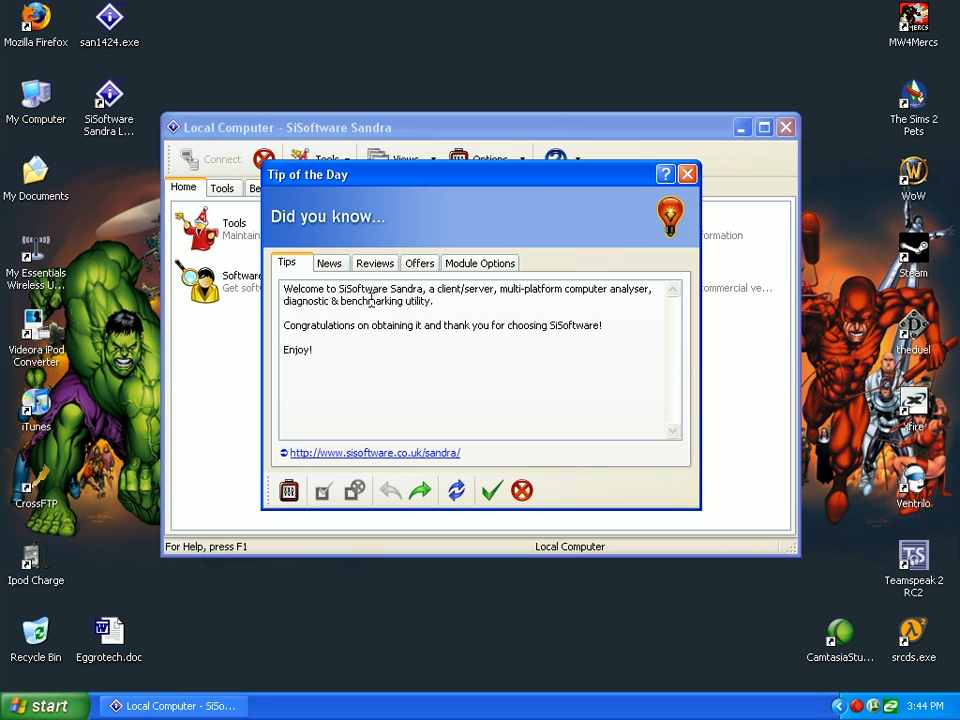 Mozilla Firefox
san1424.exe
MW4Mercs
My Computer
SiSoftware
Sandra L...
The Sims 2
Pets
My Documents
WoW
My Essentials
Wireless U...
Steam
Videora iPod
Converter
theduel
iTunes
Xfire
CrossFTP
Ventrilo
Ipod Charge
Teamspeak 2
RC2
Recycle Bin
Eggrotech.doc
CamtasiaStu...
srcds.exe
Local Computer - SiSoftware Sandra
Connect
Tools
Views
Options
Home
Tools
Be
Tools
Maintain
formation
Software
Get soft
commercial ve...
Tip of the Day
Did you know...
Tips
News
Reviews
Offers
Module Options
Welcome to SiSoftware Sandra, a client/server, multi-platform computer analyser,
diagnostic & benchmarking utility.
Congratulations on obtaining it and thank you for choosing SiSoftware!
Enjoy!
http://www.sisoftware.co.uk/sandra/
For Help, press F1
Local Computer
start
Local Computer - SiSo...
3:44 PM